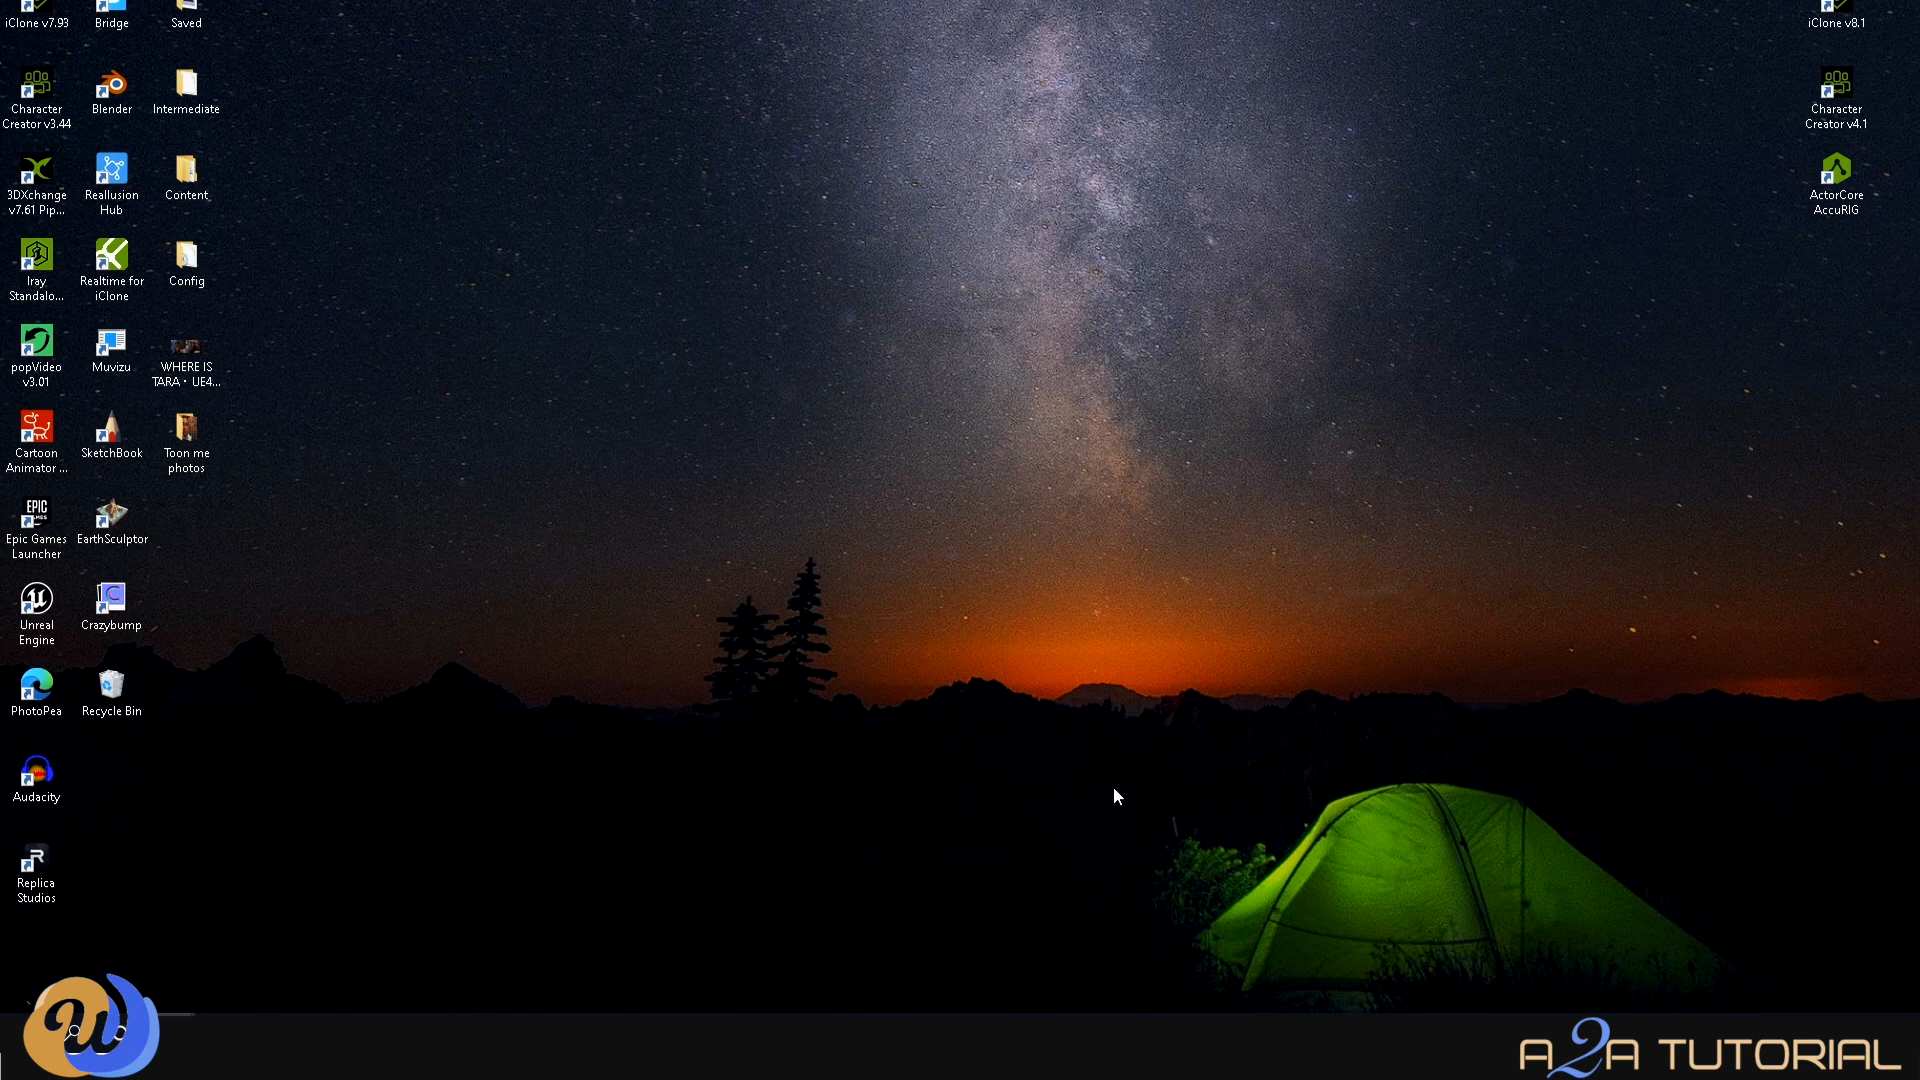 iClone v7.93
Bridge
Saved
iClone v8.1
Character
Creator v3.44
Blender
Intermediate
Character
Creator v4.1
3DXchange
v7.61 Pip...
Reallusion
Hub
Content
ActorCore
AccuRIG
Iray
Standalo...
Realtime for
iClone
Config
popVideo
v3.01
Muvizu
WHERE IS
TARA • UE4...
Cartoon
Animator ...
SketchBook
Toon me
photos
EPIC
Epic Games
Launcher
EarthSculptor
Unreal
Engine
C
Crazybump
PhotoPea
Recycle Bin
Audacity
R
Replica
Studios
A2A TUTORIAL